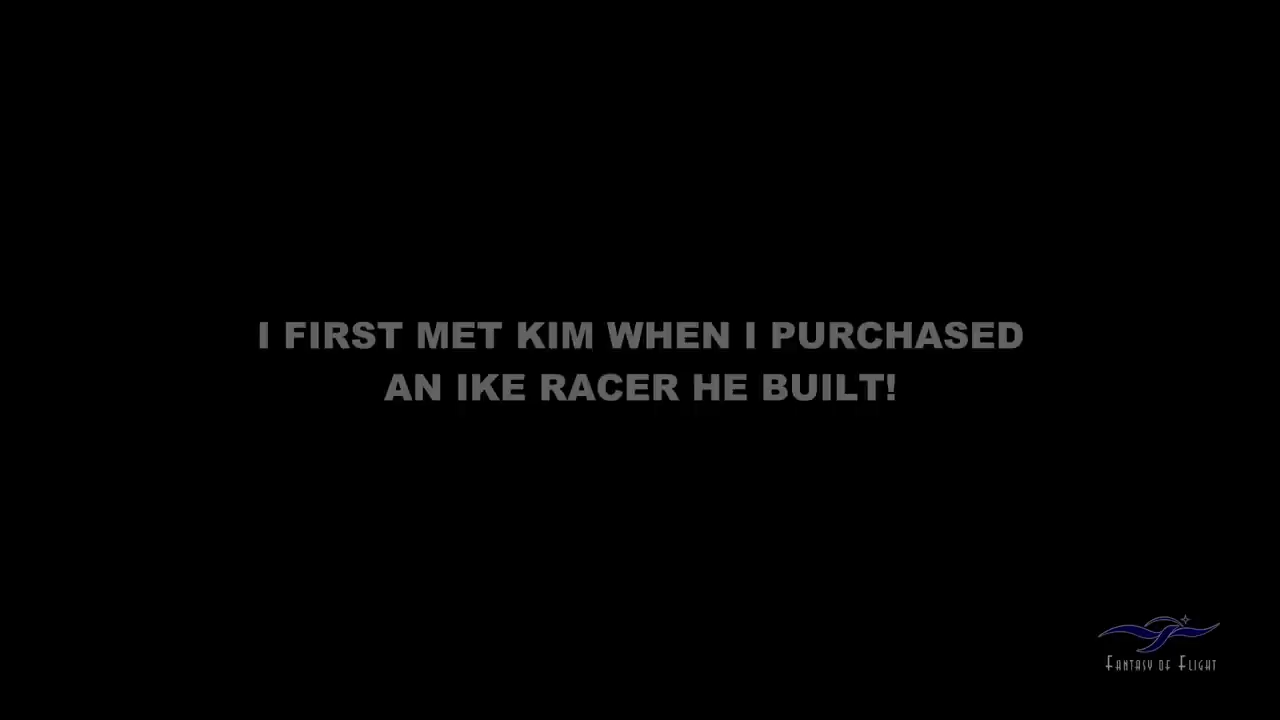 I FIRST MET KIM WHEN I PURCHASED
AN IKE RACER HE BUILT!
FANTASY OF FLIGHT